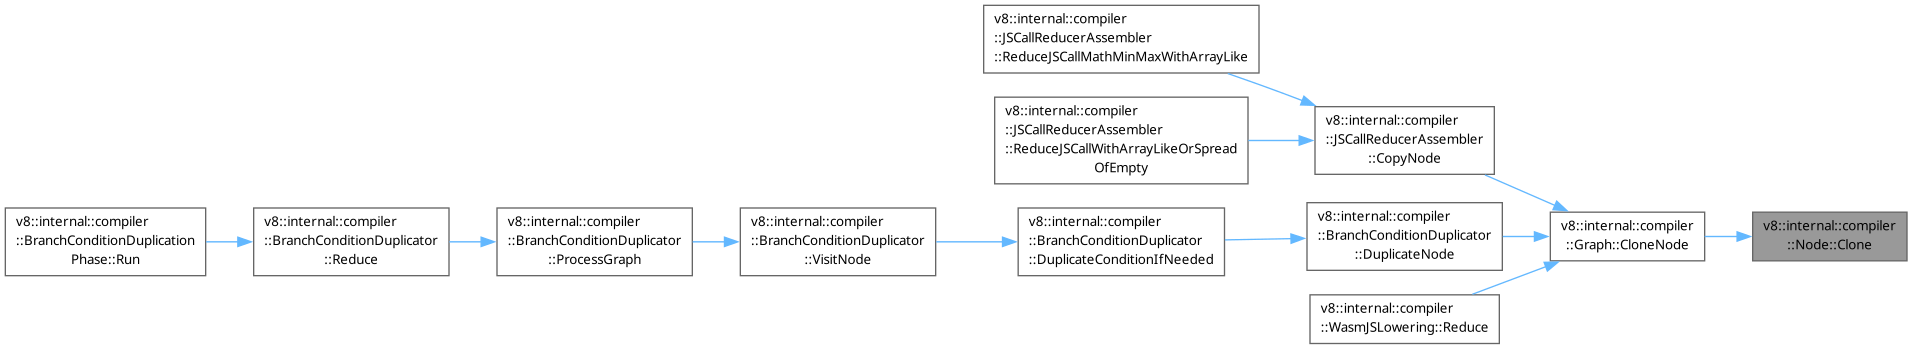 v8::internal::compiler
::JSCallReducerAssembler
::ReduceJSCallMathMinMaxWithArrayLike
v8::internal::compiler
::JSCallReducerAssembler
::ReduceJSCallWithArrayLikeOrSpread
OfEmpty
v8::internal::compiler
::JSCallReducerAssembler
::CopyNode
v8::internal::compiler
::BranchConditionDuplication
Phase::Run
v8::internal::compiler
::BranchConditionDuplicator
::Reduce
v8::internal::compiler
::BranchConditionDuplicator
::ProcessGraph
v8::internal::compiler
::BranchConditionDuplicator
::VisitNode
v8::internal::compiler
::BranchConditionDuplicator
::DuplicateConditionIfNeeded
v8::internal::compiler
::BranchConditionDuplicator
::DuplicateNode
v8::internal::compiler
::Graph::CloneNode
v8::internal::compiler
::Node::Clone
v8::internal::compiler
::WasmJSLowering::Reduce